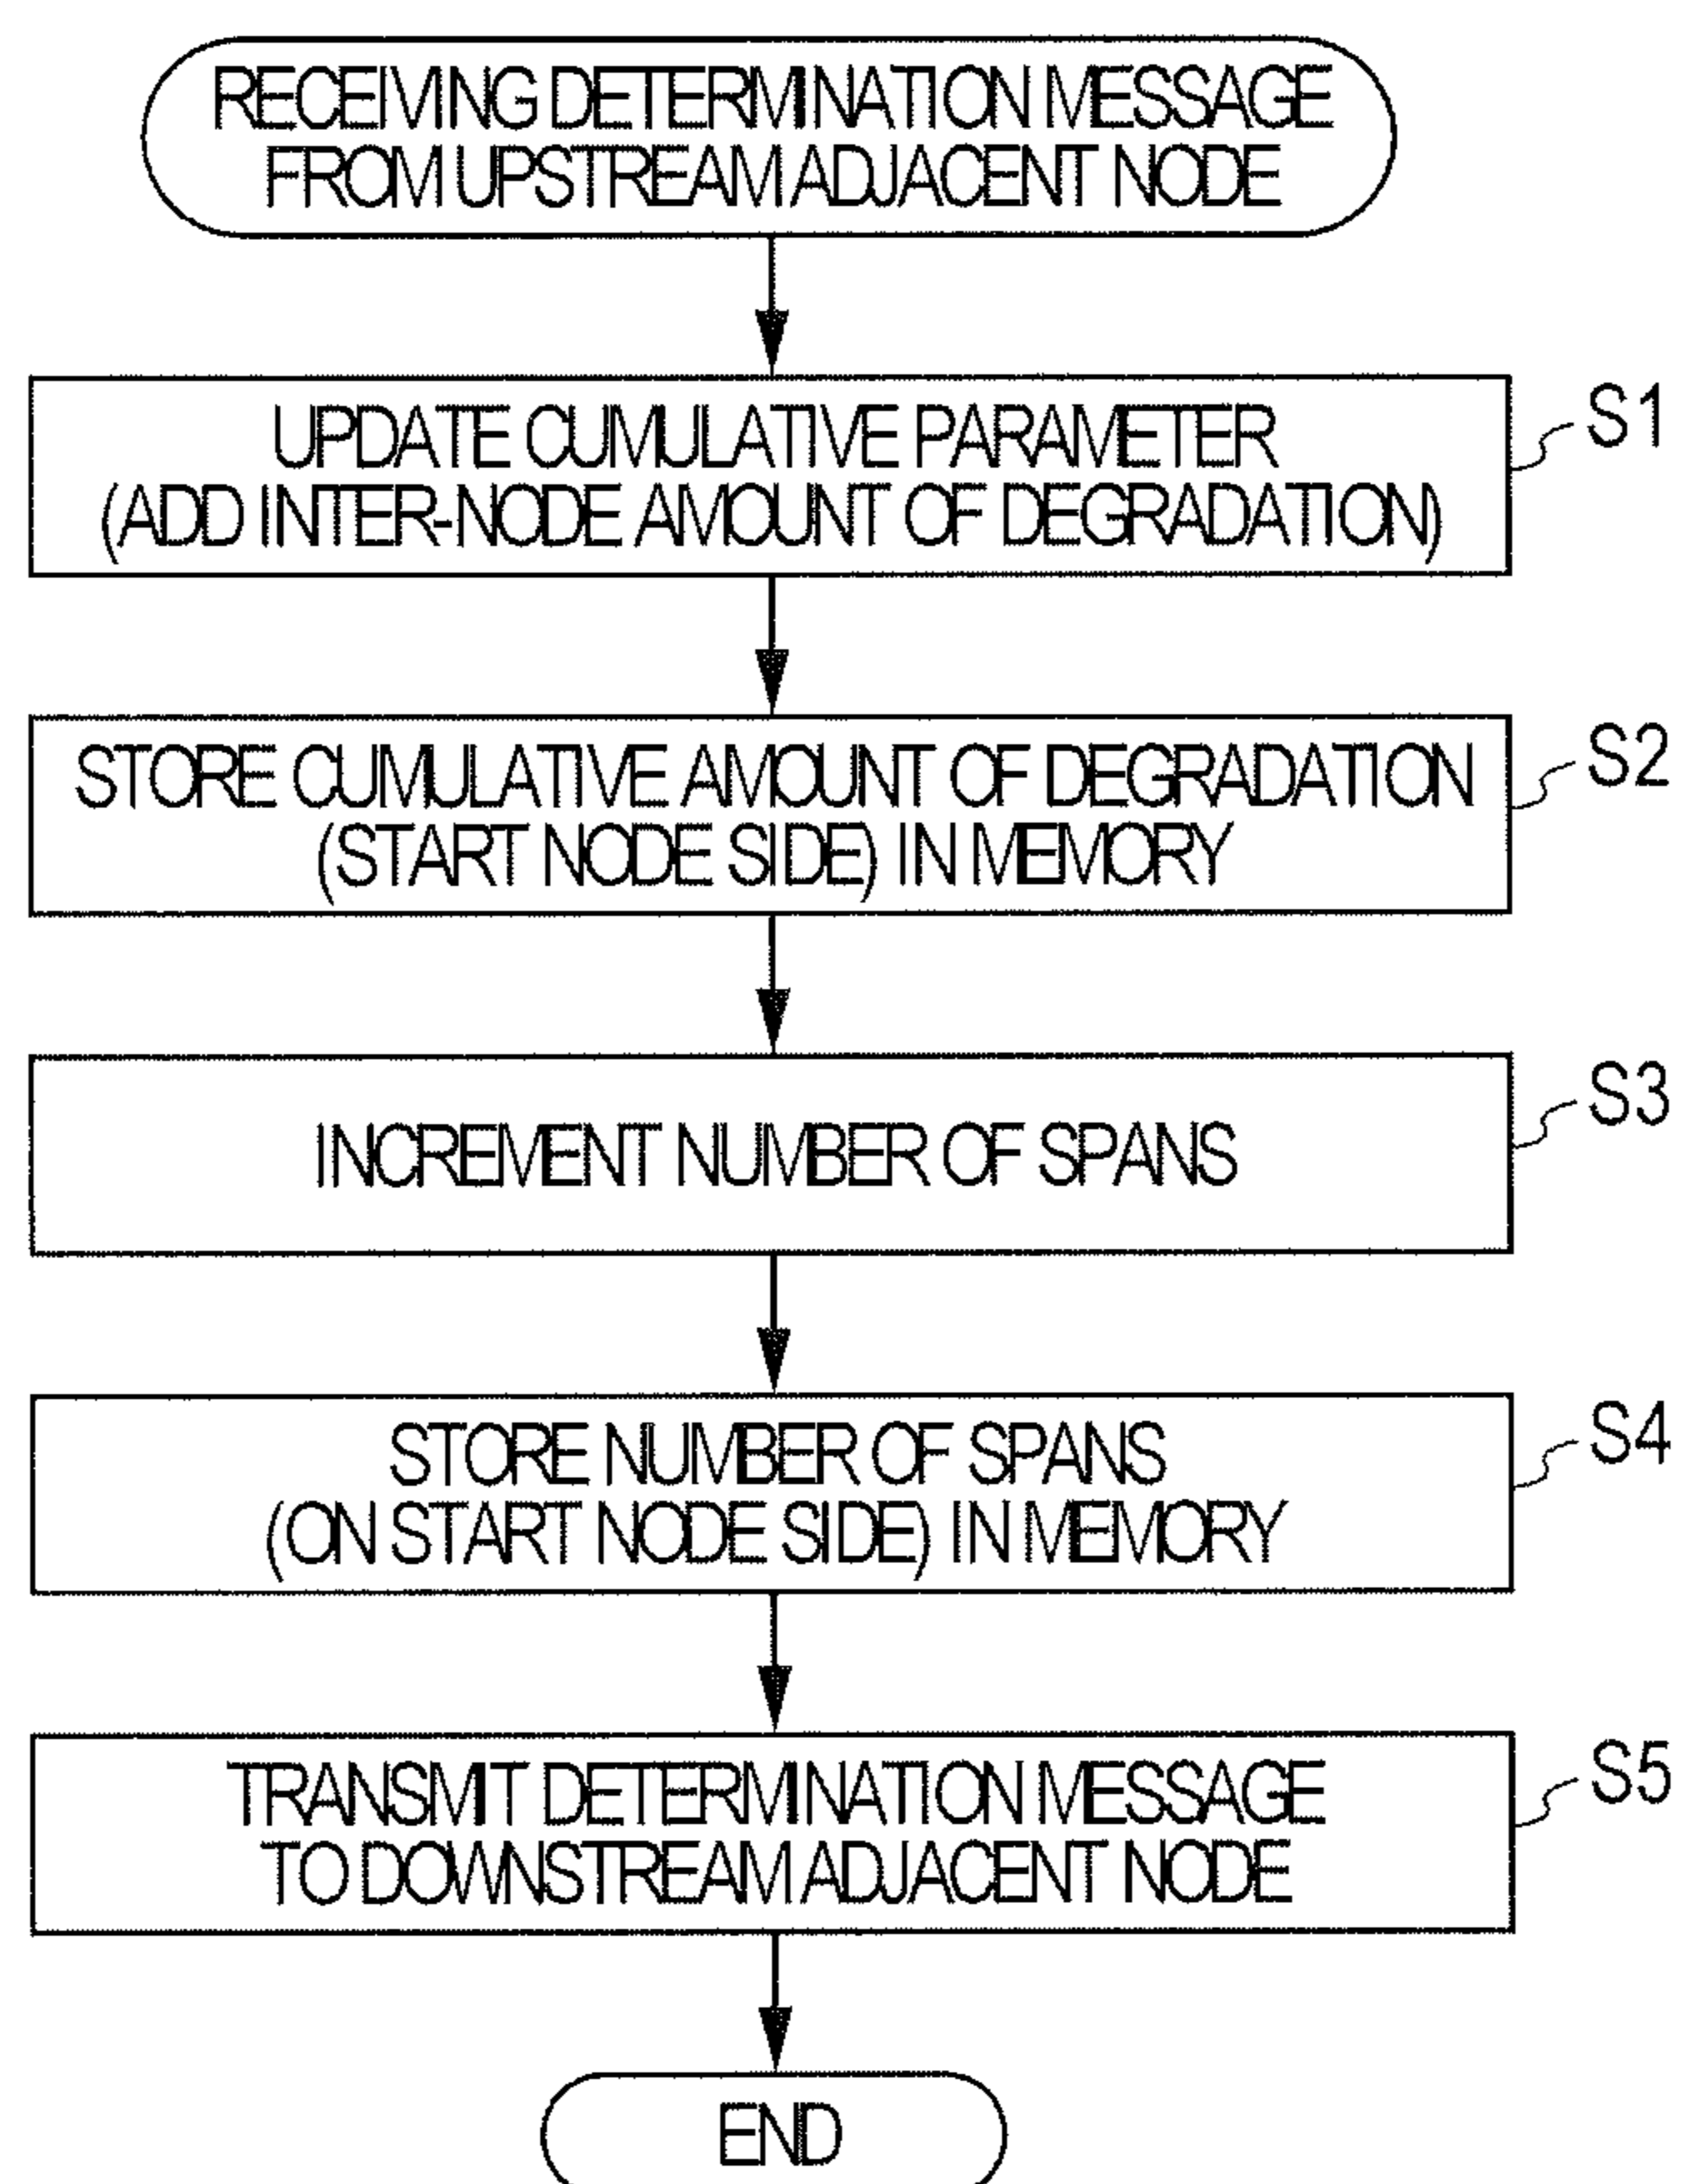 RECEIVING DETERMINATION MESSAGE
FROM UPSTREAM ADJACENT NODE
UPDATE CUMULATIVE PARAMETER
(ADD INTER-NODE AMOUNT OF DEGRADATION)
S1
STORE CUMULATIVE AMOUNT OF DEGRADATION
(START NODE SIDE) IN MEMORY
S2
INCREMENT NUMBER OF SPANS
S3
STORE NUMBER OF SPANS
(ON START NODE SIDE) IN MEMORY
S4
TRANSMIT DETERMINATION MESSAGE
TO DOWNSTREAM ADJACENT NODE
S5
END